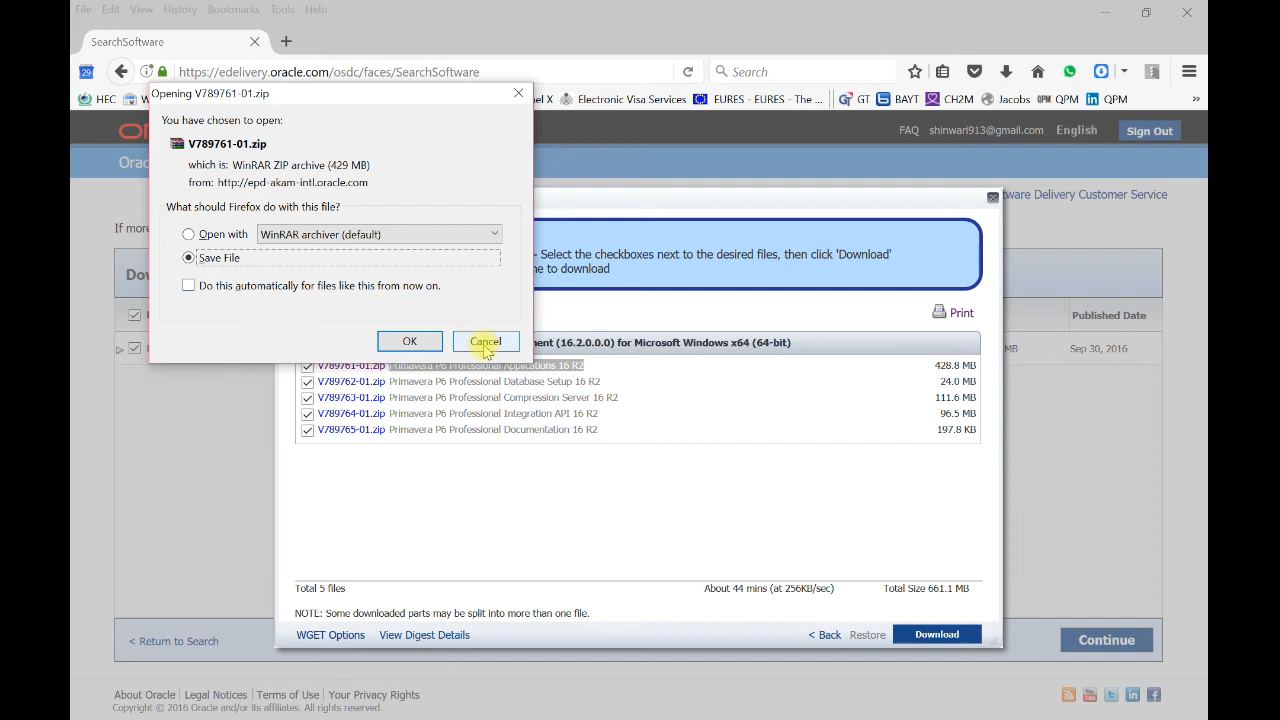 File Edit View History Bookmarks Tools Help
SearchSoftware
29 https://edelivery.oracle.com/osdc/faces/SearchSoftware Search
HEC Electronic Visa Services EURES - EURES - The ... GT BAYT CH2M Jacobs QPM QPM
Opening V789761-01.zip
You have chosen to open:
V789761-01.zip
which is: WinRAR ZIP archive (429 MB)
from: http://epd-akam-intl.oracle.com
What should Firefox do with this file?
Open with WinRAR archiver (default)
Save File
Do this automatically for files like this from now on.
OK Cancel
FAQ shinwari913@gmail.com English Sign Out
Software Delivery Customer Service
If more
- Select the checkboxes next to the desired files, then click 'Download'
to download
Print
Published Date
MB Sep 30, 2016
(16.2.0.0.0) for Microsoft Windows x64 (64-bit)
V789761-01.zip Primavera P6 Professional Applications 16 R2 428.8 MB
V789762-01.zip Primavera P6 Professional Database Setup 16 R2 24.0 MB
V789763-01.zip Primavera P6 Professional Compression Server 16 R2 111.6 MB
V789764-01.zip Primavera P6 Professional Integration API 16 R2 96.5 MB
V789765-01.zip Primavera P6 Professional Documentation 16 R2 197.8 KB
Total 5 files About 44 mins (at 256KB/sec) Total Size 661.1 MB
NOTE: Some downloaded parts may be split into more than one file.
WGET Options View Digest Details < Back Restore Download
< Return to Search Continue
About Oracle | Legal Notices | Terms of Use | Your Privacy Rights
Copyright © 2016 Oracle and/or its affiliates. All rights reserved.